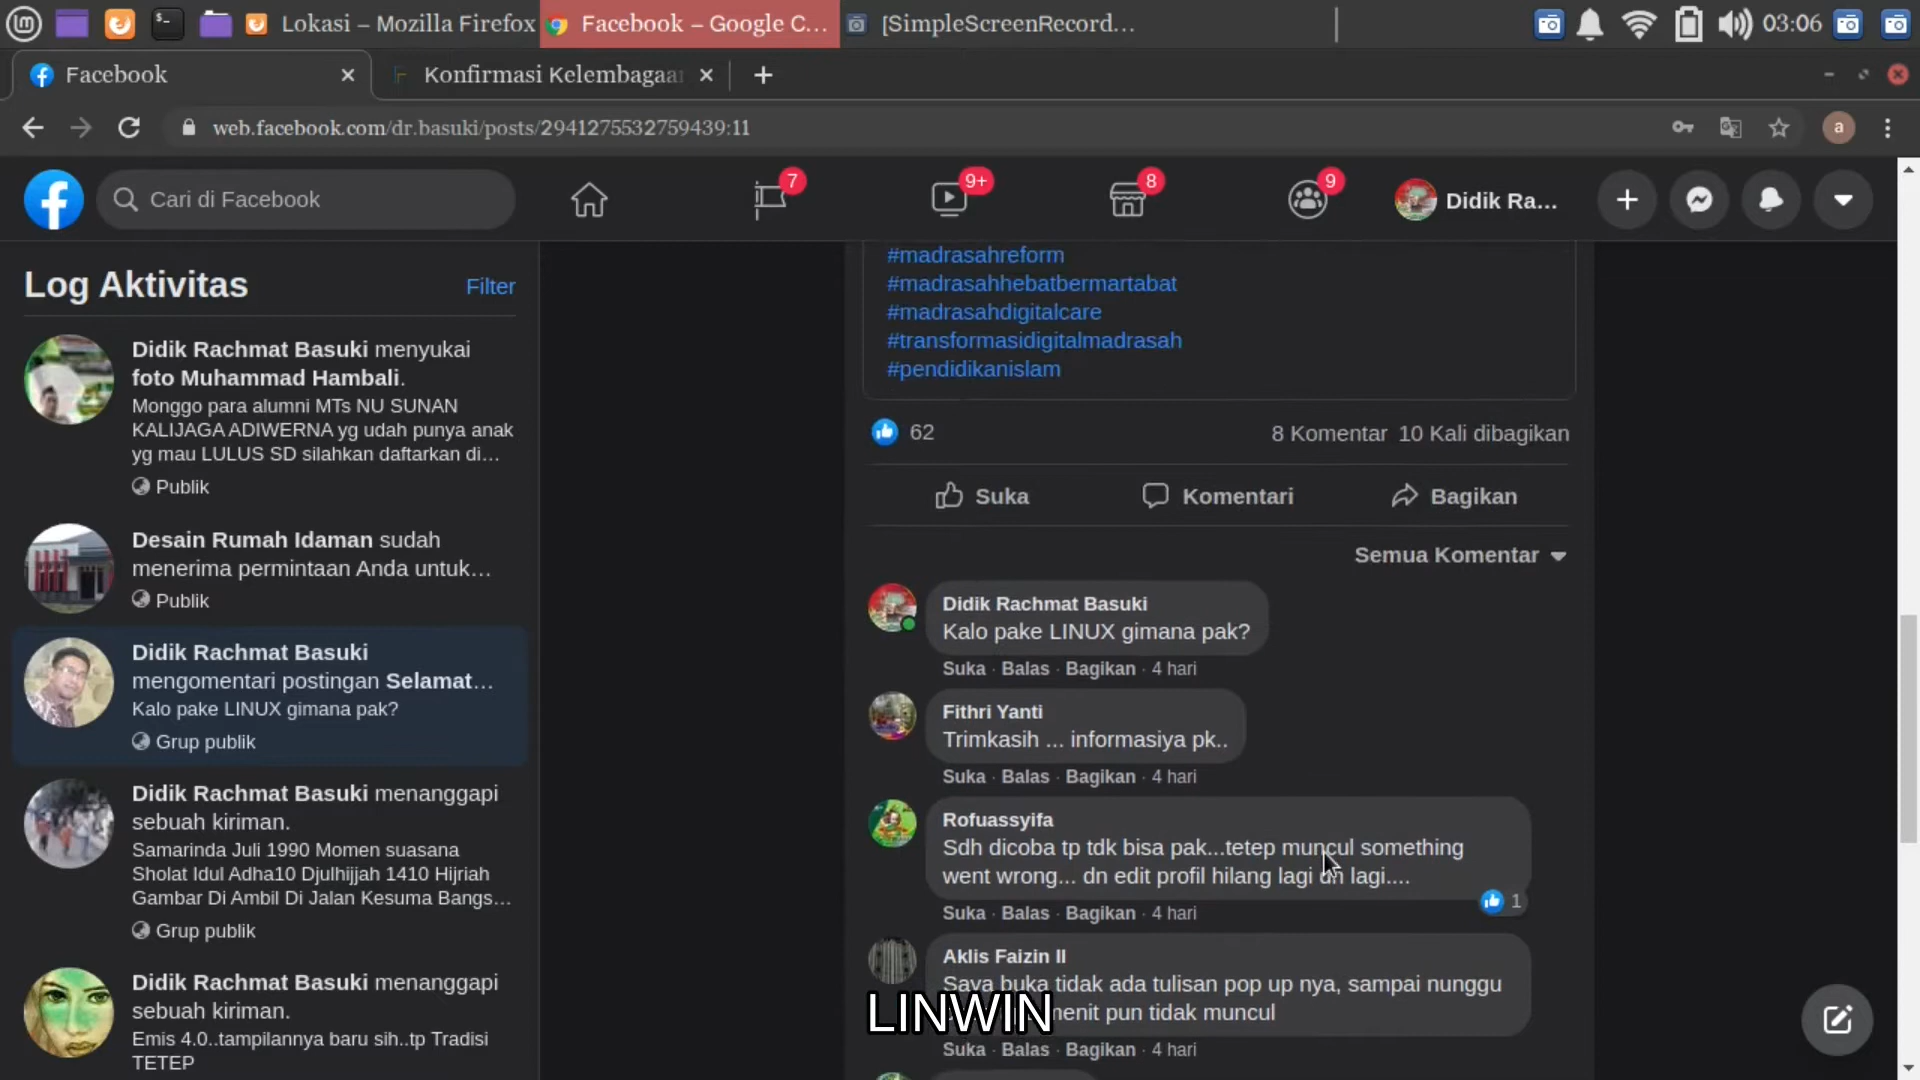 Lokasi – Mozilla Firefox
Facebook – Google C...
[SimpleScreenRecord...
03:06
Facebook
Konfirmasi Kelembagaan
web.facebook.com/dr.basuki/posts/2941275532759439:11
a
Cari di Facebook
7
9+
8
9
Didik Ra...
Log Aktivitas
Filter
Didik Rachmat Basuki menyukai
foto Muhammad Hambali.
Monggo para alumni MTs NU SUNAN
KALIJAGA ADIWERNA yg udah punya anak
yg mau LULUS SD silahkan daftarkan di...
Publik
Desain Rumah Idaman sudah
menerima permintaan Anda untuk...
Publik
Didik Rachmat Basuki
mengomentari postingan Selamat...
Kalo pake LINUX gimana pak?
Grup publik
Didik Rachmat Basuki menanggapi
sebuah kiriman.
Samarinda Juli 1990 Momen suasana
Sholat Idul Adha10 Djulhijjah 1410 Hijriah
Gambar Di Ambil Di Jalan Kesuma Bangs...
Grup publik
Didik Rachmat Basuki menanggapi
sebuah kiriman.
Emis 4.0..tampilannya baru sih..tp Tradisi
TETEP
#madrasahreform
#madrasahhebatbermartabat
#madrasahdigitalcare
#transformasidigitalmadrasah
#pendidikanislam
62
8 Komentar 10 Kali dibagikan
Suka
Komentari
Bagikan
Semua Komentar
Didik Rachmat Basuki
Kalo pake LINUX gimana pak?
Suka · Balas · Bagikan · 4 hari
Fithri Yanti
Trimkasih ... informasiya pk..
Suka · Balas · Bagikan · 4 hari
Rofuassyifa
Sdh dicoba tp tdk bisa pak...tetep muncul something
went wrong... dn edit profil hilang lagi dn lagi....
1
Suka · Balas · Bagikan · 4 hari
Aklis Faizin II
Saya buka tidak ada tulisan pop up nya, sampai nunggu
menit pun tidak muncul
LINWIN
Suka · Balas · Bagikan · 4 hari